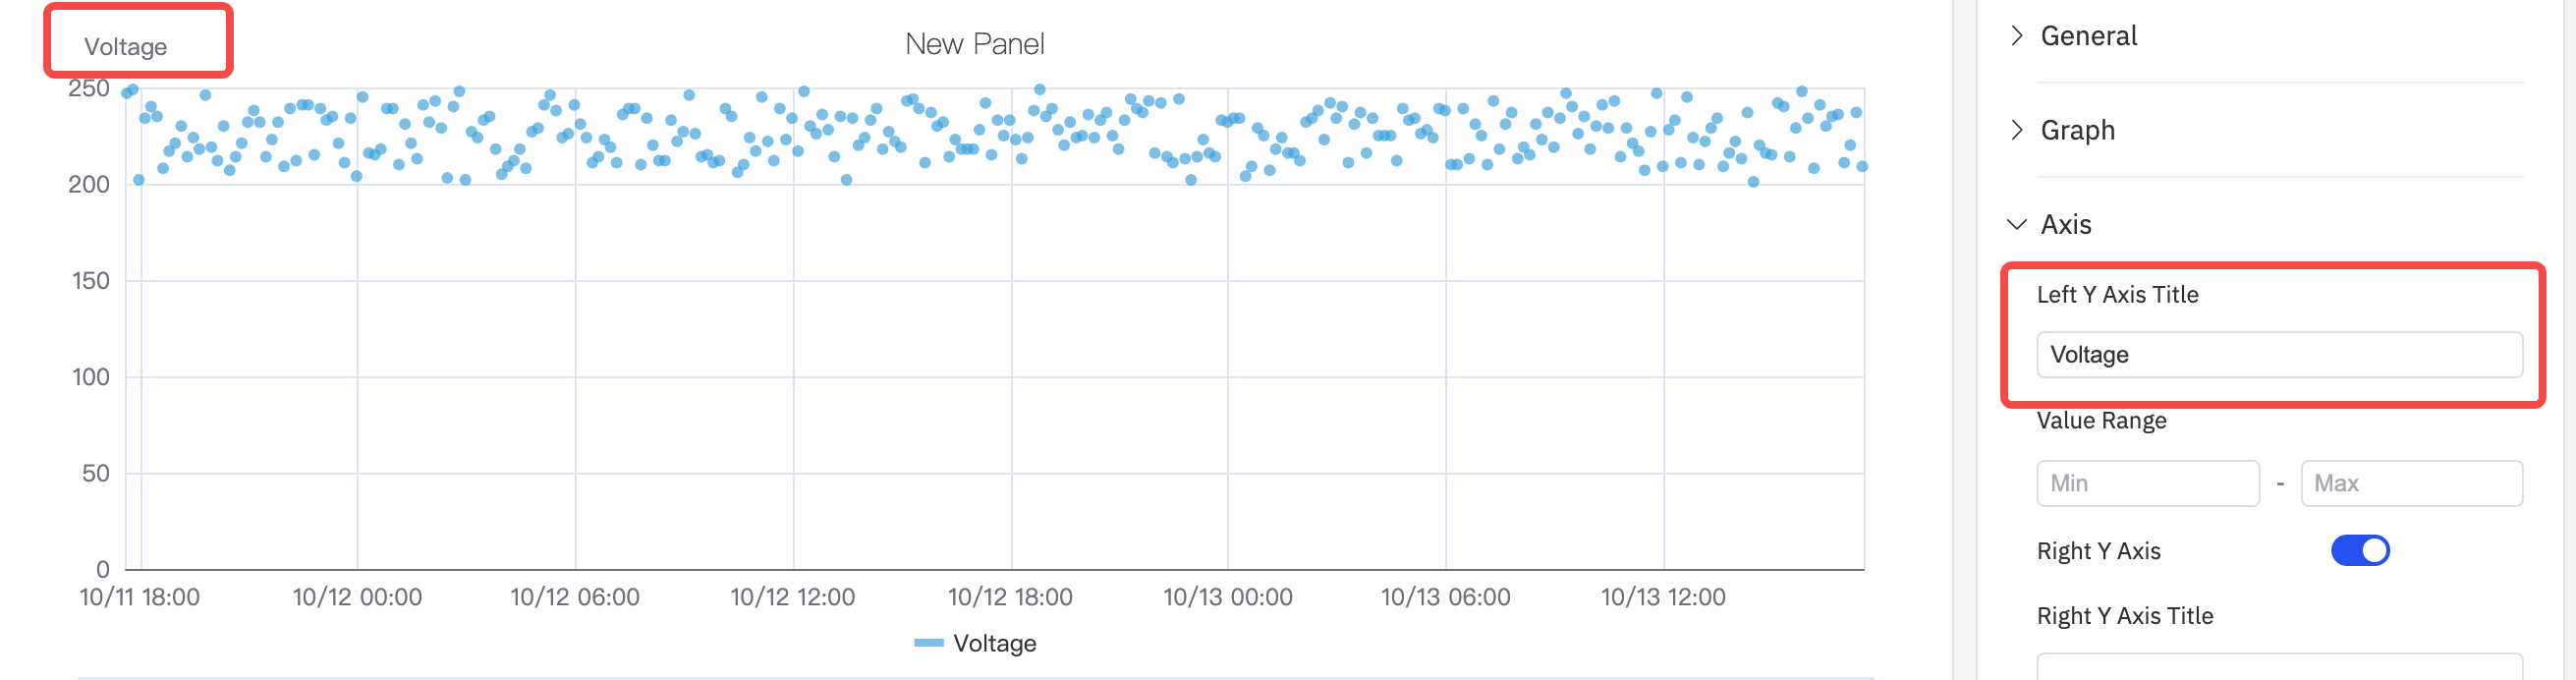 Voltage
New Panel
250
200
150
100
50
0
10/11 18:00 10/12 00:00 10/12 06:00 10/12 12:00 10/12 18:00 10/13 00:00 10/13 06:00 10/13 12:00
Voltage
General
Graph
Axis
Left Y Axis Title
Voltage
Value Range
Min - Max
Right Y Axis
Right Y Axis Title